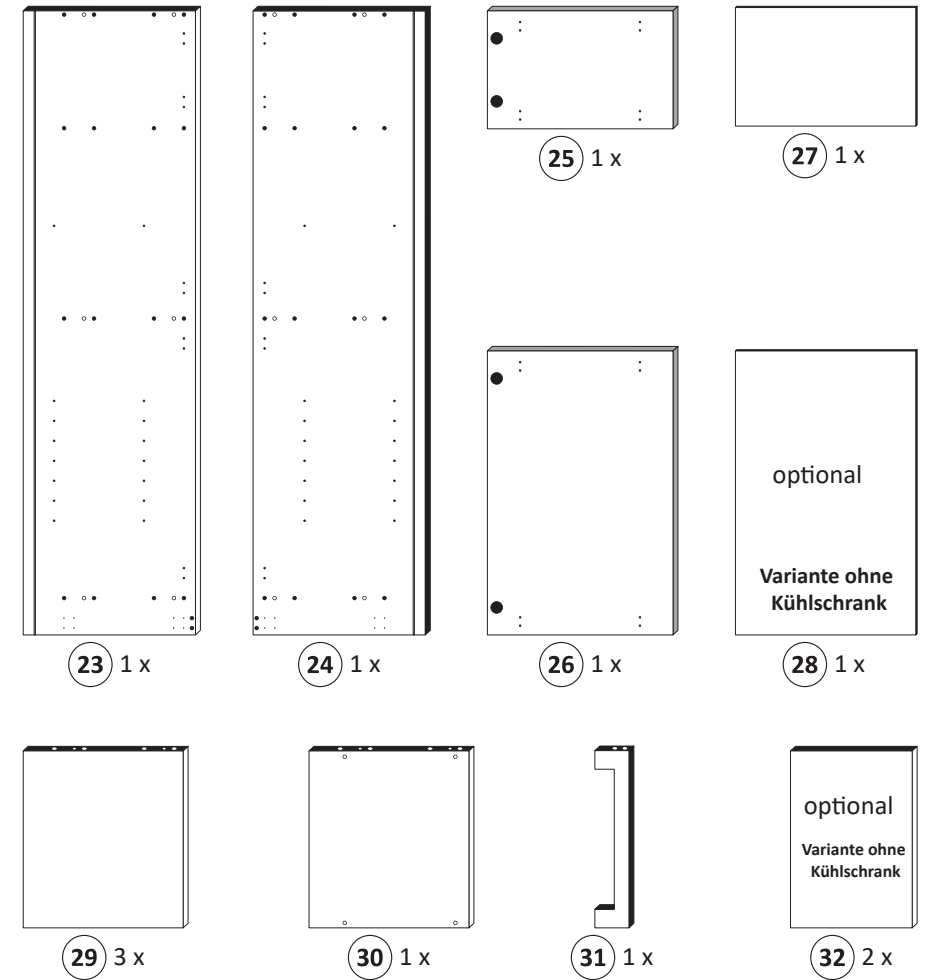 25 1 x
27 1 x
optional
Variante ohne
Kühlschrank
23 1 x
24 1 x
26 1 x
28 1 x
optional
Variante ohne
Kühlschrank
29 3 x
30 1 x
31 1 x
32 2 x